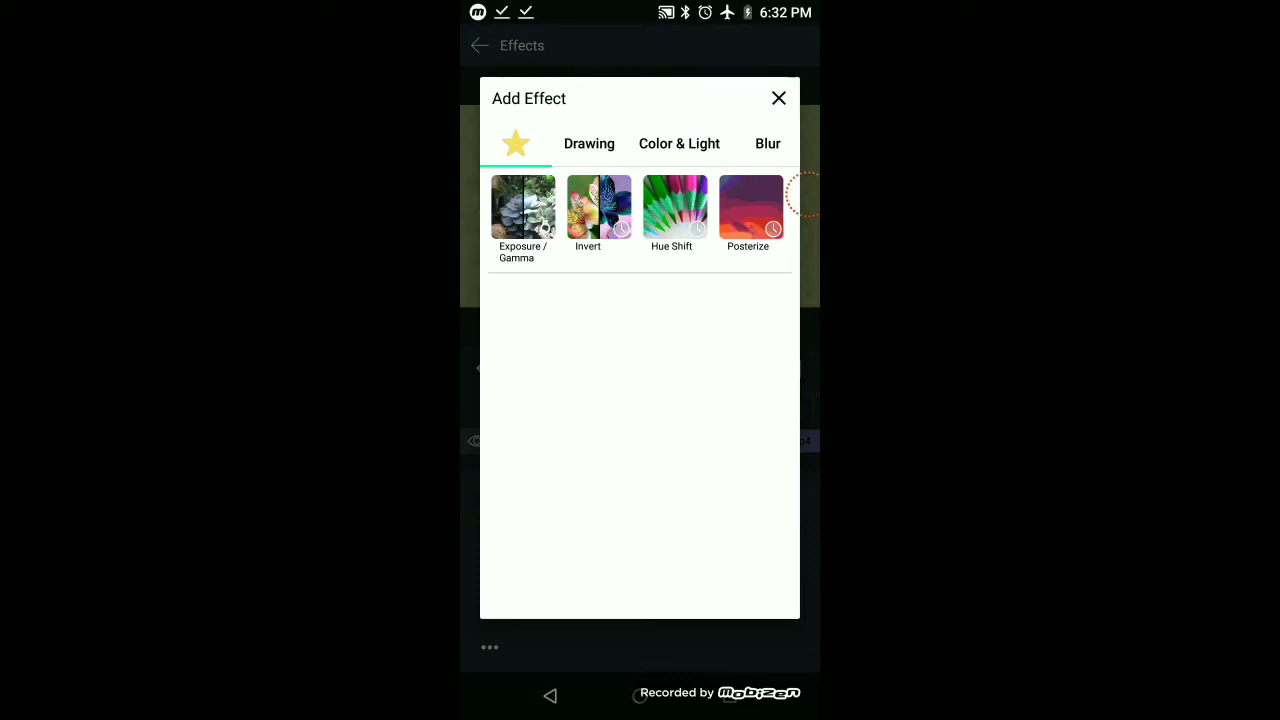 6:32 PM
Effects
Add Effect
Drawing
Color & Light
Blur
Exposure /
Gamma
Invert
Hue Shift
Posterize
p4
Recorded by mobizen